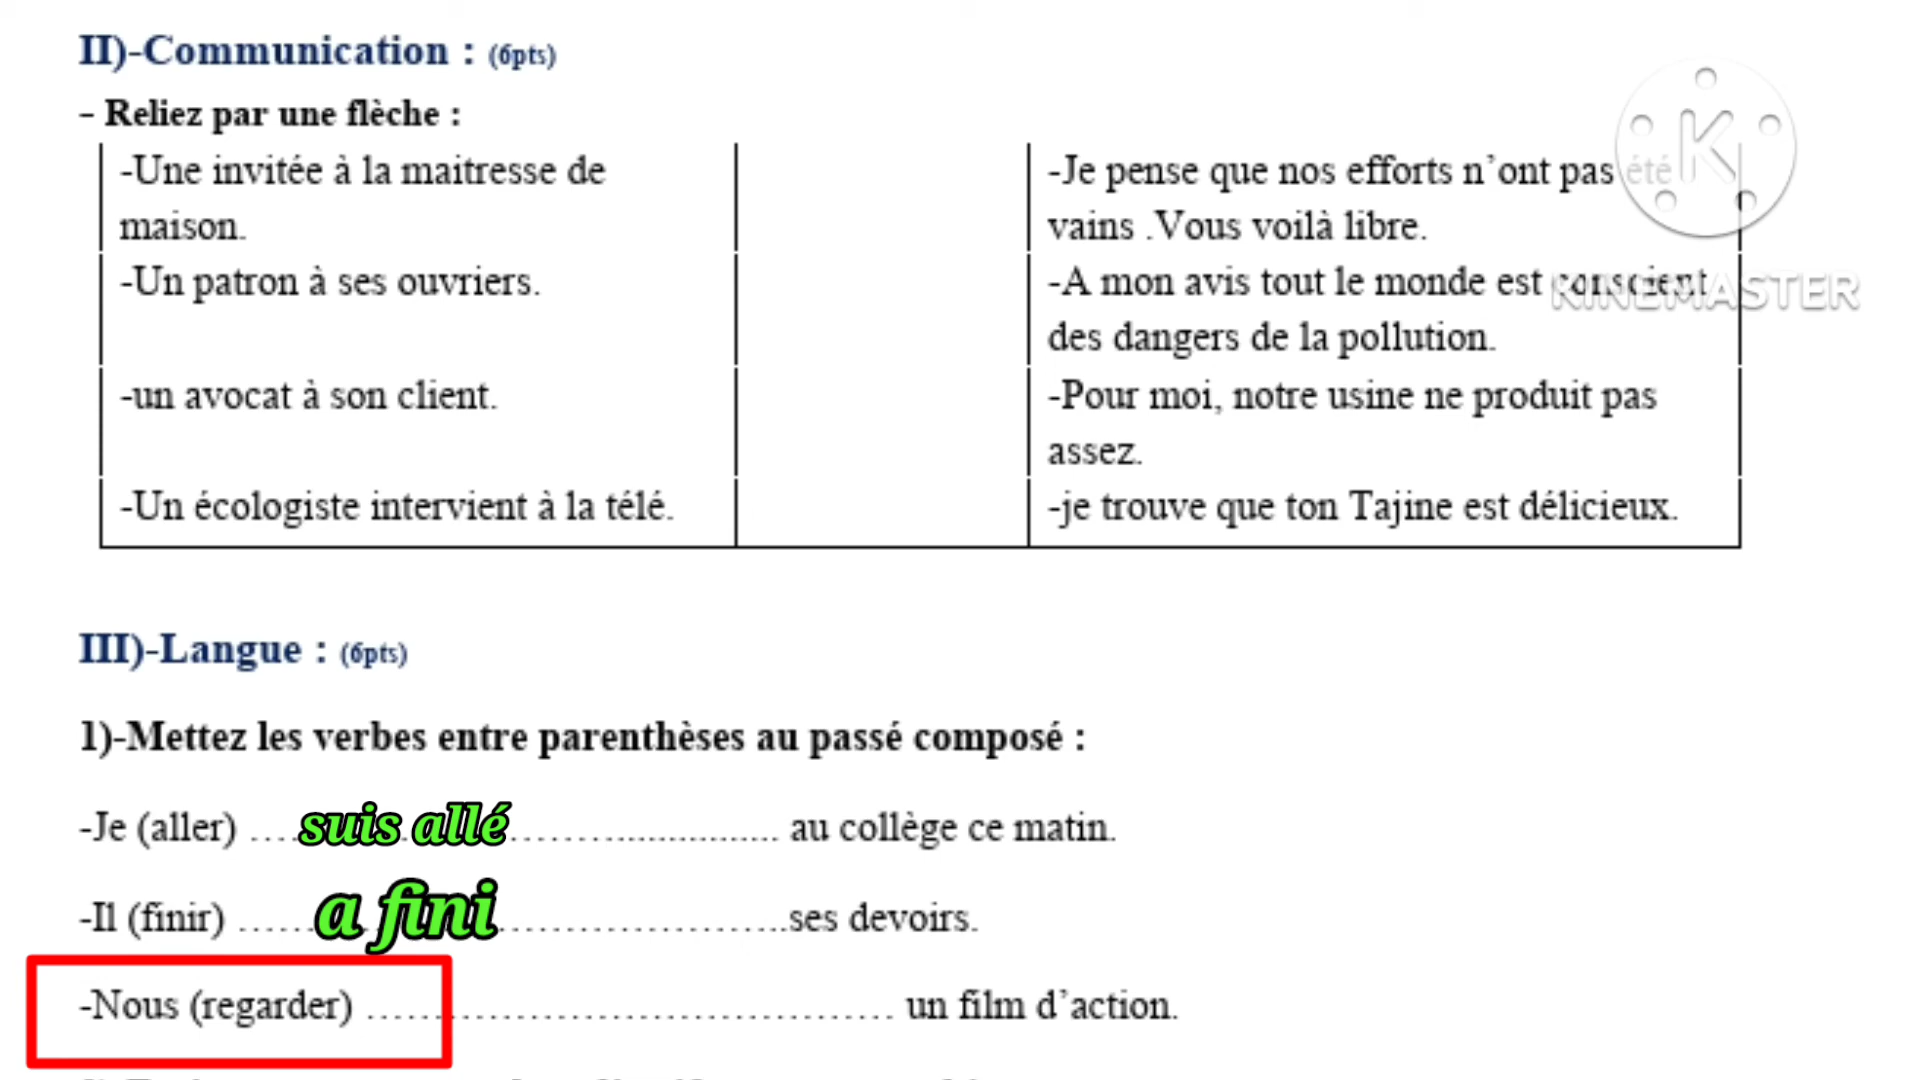 II)-Communication : (6pts)
- Reliez par une flèche :
-Une invitée à la maitresse de
maison.
-Je pense que nos efforts n’ont pas été
vains .Vous voilà libre.
-Un patron à ses ouvriers.
-A mon avis tout le monde est conscient
des dangers de la pollution.
-un avocat à son client.
-Pour moi, notre usine ne produit pas
assez.
-Un écologiste intervient à la télé.
-je trouve que ton Tajine est délicieux.
K
KINEMASTER
III)-Langue : (6pts)
1)-Mettez les verbes entre parenthèses au passé composé :
-Je (aller) ....suis allé........................ au collège ce matin.
-Il (finir) ......a fini........................ses devoirs.
-Nous (regarder) ........................................ un film d’action.